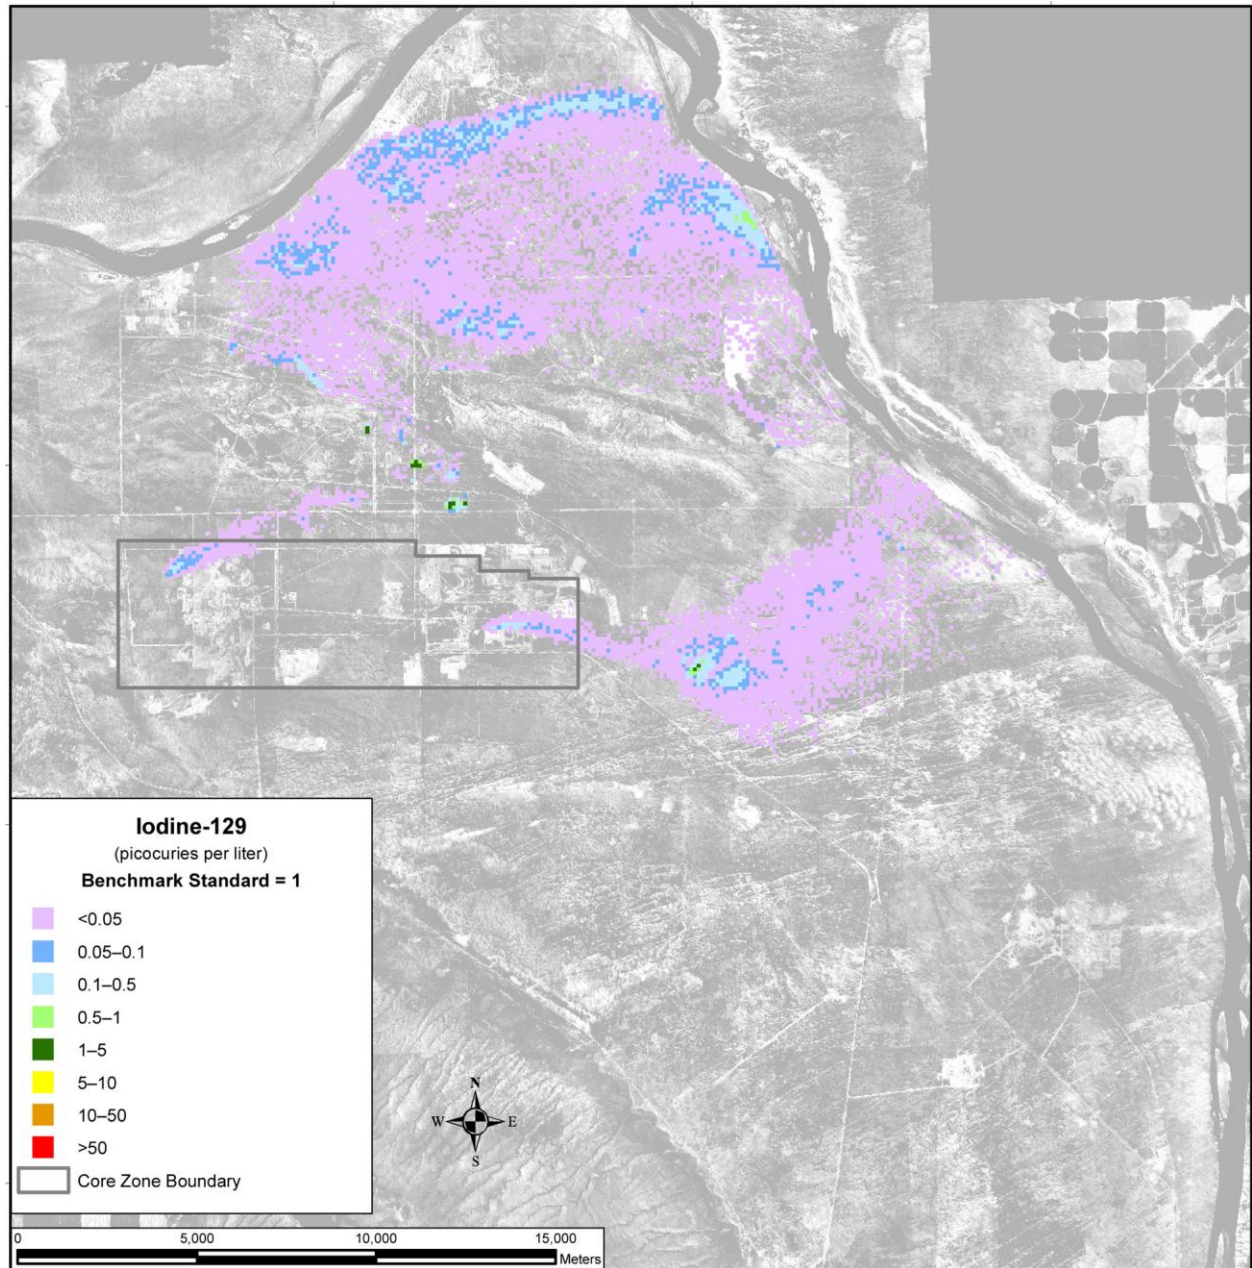 Iodine-129
(picocuries per liter)
Benchmark Standard = 1
<0.05
0.05–0.1
0.1–0.5
0.5–1
1–5
5–10
10–50
>50
Core Zone Boundary
N
W E
S
0 5,000 10,000 15,000
Meters